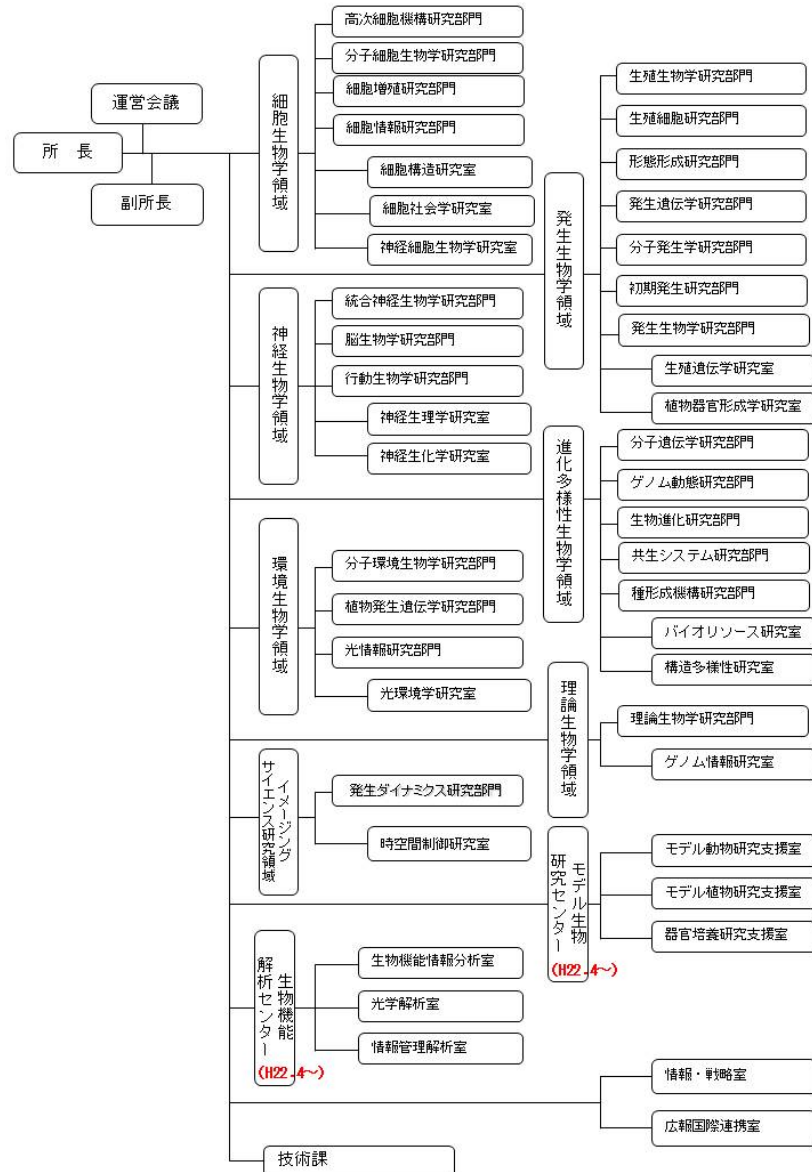 運営会議
所　長
副所長
細胞生物学領域
高次細胞機構研究部門
分子細胞生物学研究部門
細胞増殖研究部門
細胞情報研究部門
細胞構造研究室
細胞社会学研究室
神経細胞生物学研究室
発生生物学領域
生殖生物学研究部門
生殖細胞研究部門
形態形成研究部門
発生遺伝学研究部門
分子発生学研究部門
初期発生研究部門
発生生物学研究部門
生殖遺伝学研究室
植物器官形成学研究室
神経生物学領域
統合神経生物学研究部門
脳生物学研究部門
行動生物学研究部門
神経生理学研究室
神経生化学研究室
進化多様性生物学領域
分子遺伝学研究部門
ゲノム動態研究部門
生物進化研究部門
共生システム研究部門
種形成機構研究部門
バイオリソース研究室
構造多様性研究室
環境生物学領域
分子環境生物学研究部門
植物発生遺伝学研究部門
光情報研究部門
光環境学研究室
理論生物学領域
理論生物学研究部門
ゲノム情報研究室
イメージング
サイエンス研究領域
発生ダイナミクス研究部門
時空間制御研究室
モデル生物
研究センター
(H22.4～)
モデル動物研究支援室
モデル植物研究支援室
器官培養研究支援室
生物機能
解析センター
(H22.4～)
生物機能情報分析室
光学解析室
情報管理解析室
情報・戦略室
広報国際連携室
技術課